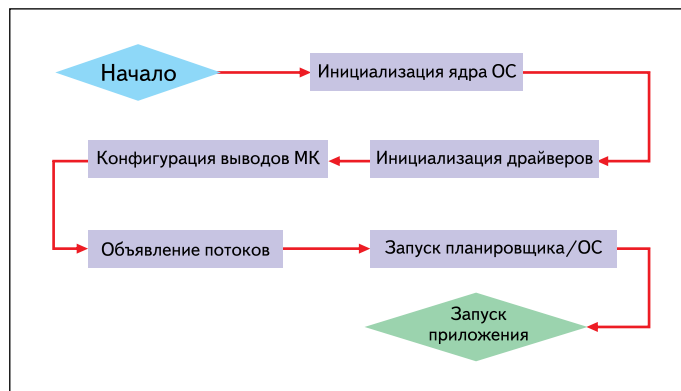 Начало
Инициализация ядра ОС
Инициализация драйверов
Конфигурация выводов МК
Объявление потоков
Запуск планировщика/ОС
Запуск
приложения